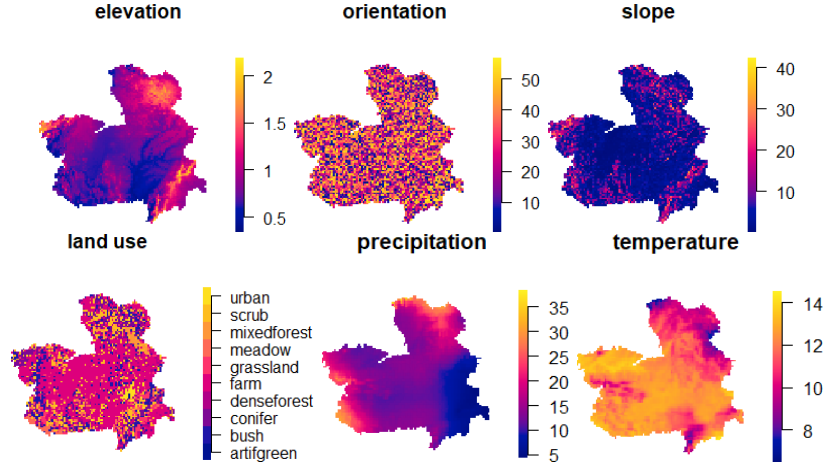 elevation
orientation
slope
2
1.5
1
0.5
50
40
30
20
10
40
30
20
10
land use
precipitation
temperature
urban
scrub
mixedforest
meadow
grassland
farm
denseforest
conifer
bush
artifgreen
35
30
25
20
15
10
5
14
12
10
8